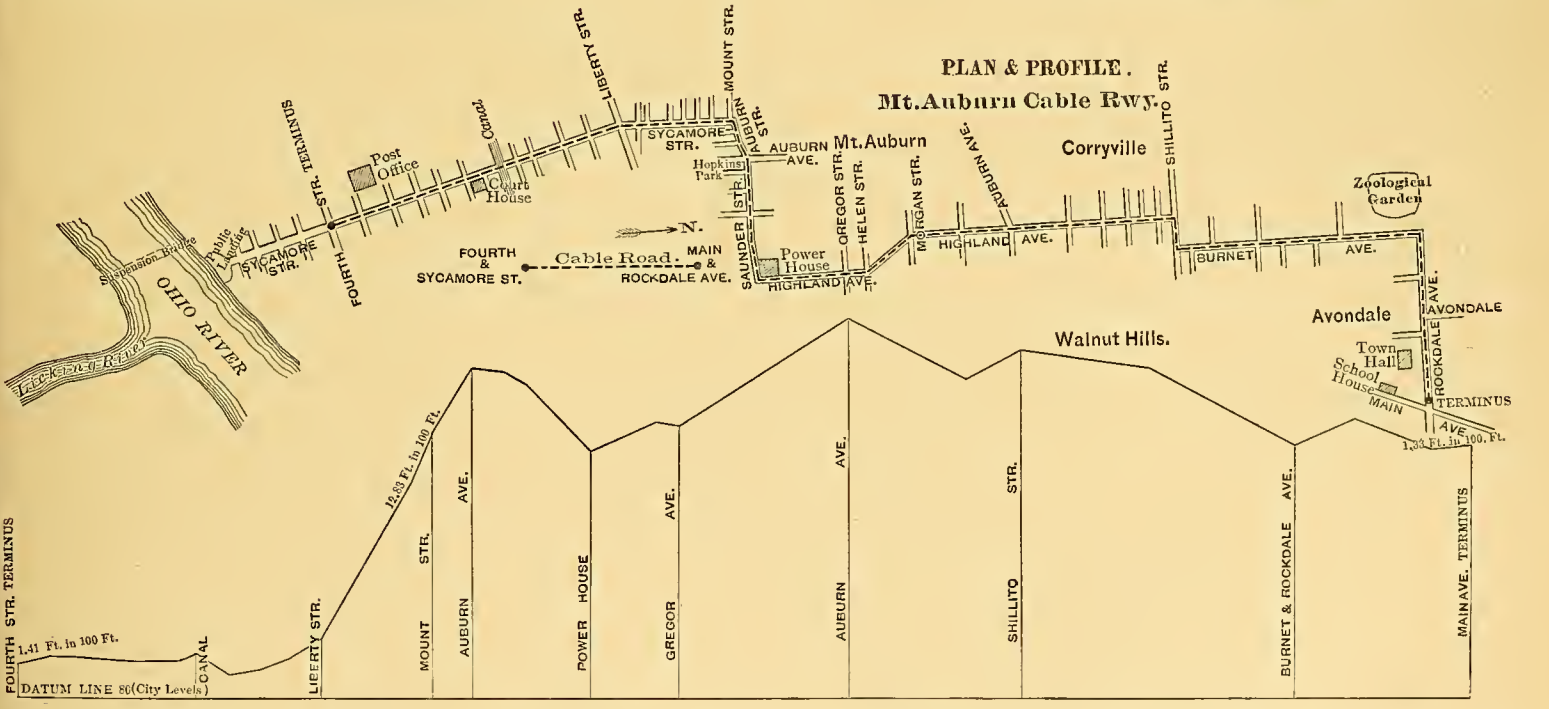 PLAN & PROFILE.
Mt.Auburn Cable Rwy.
LIBERTY STR.
MOUNT STR.
AUBURN STR.
SHILLITO STR.
STR. TERMINUS
FOURTH
Post
Office
Canal
Court
House
SYCAMORE
STR.
Hopkins
Park
AUBURN
AVE.
Mt.Auburn
OREGON STR.
HELEN STR.
MORGAN STR.
AUBURN AVE.
Corryville
Zoological
Garden
Suspension Bridge
Public
Landing
SYCAMORE
STR.
OHIO RIVER
Licking River
N.
FOURTH
&
SYCAMORE ST.
Cable Road.
MAIN
&
ROCKDALE AVE.
SAUNDER STR.
Power
House
HIGHLAND AVE.
HIGHLAND AVE.
BURNET AVE.
Avondale
AVONDALE
ROCKDALE AVE.
Town
Hall
School
House
MAIN AVE.
TERMINUS
Walnut Hills.
1.33 Ft. in 100. Ft.
12.83 Ft. in 100 Ft.
1.41 Ft. in 100 Ft.
FOURTH STR. TERMINUS
DATUM LINE 80(City Levels)
CANAL
LIBERTY STR.
MOUNT STR.
AUBURN AVE.
POWER HOUSE
GREGOR AVE.
AUBURN AVE.
SHILLITO STR.
BURNET & ROCKDALE AVE.
MAIN AVE. TERMINUS